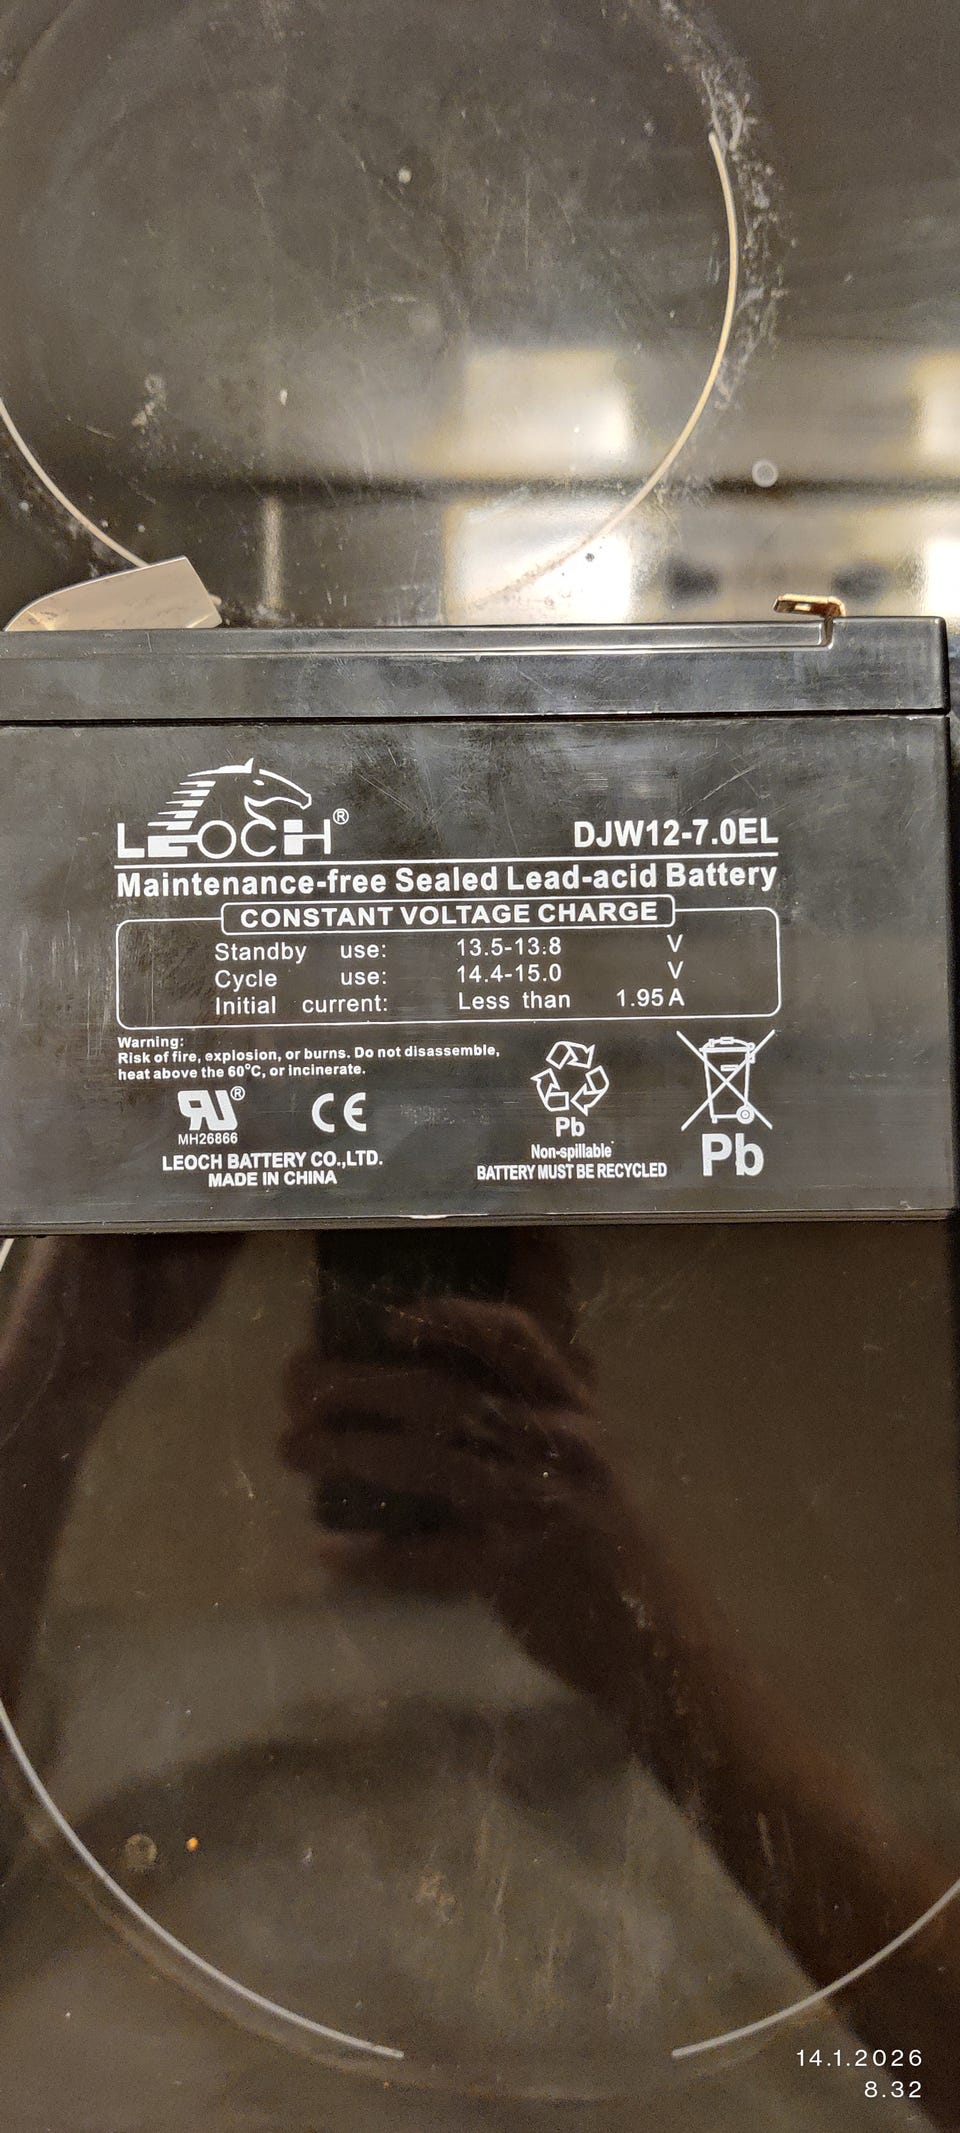 LEOCH®
DJW12-7.0EL
Maintenance-free Sealed Lead-acid Battery
CONSTANT VOLTAGE CHARGE
Standby use: 13.5-13.8 V
Cycle use: 14.4-15.0 V
Initial current: Less than 1.95 A
Warning:
Risk of fire, explosion, or burns. Do not disassemble,
heat above the 60°C, or incinerate.
RU®
MH26866
CE
LEOCH BATTERY CO.,LTD.
MADE IN CHINA
Pb
Non-spillable
BATTERY MUST BE RECYCLED
Pb
14.1.2026
8.32